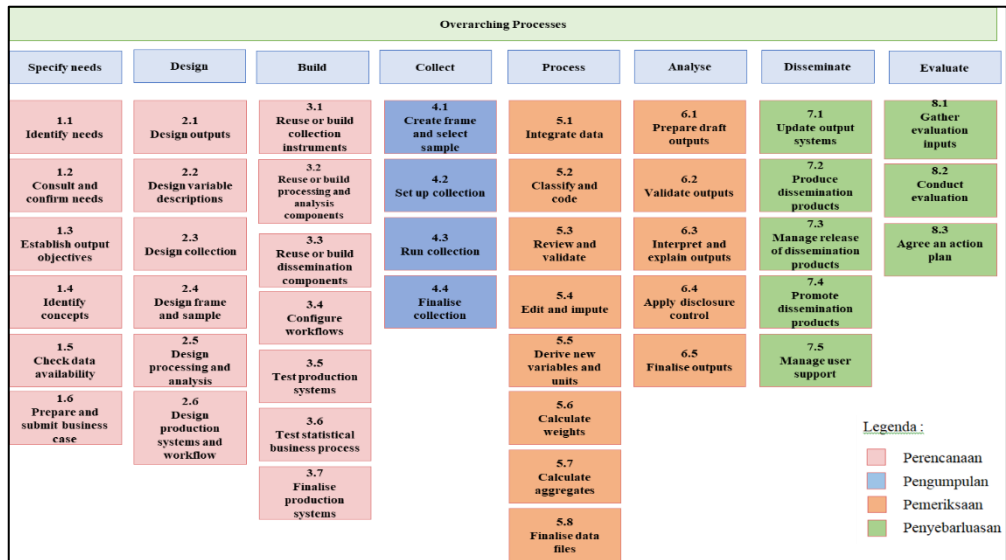 Overarching Processes
Specify needs
Design
Build
Collect
Process
Analyse
Disseminate
Evaluate
1.1
Identify needs
1.2
Consult and
confirm needs
1.3
Establish output
objectives
1.4
Identify
concepts
1.5
Check data
availability
1.6
Prepare and
submit business
case
2.1
Design outputs
2.2
Design variable
descriptions
2.3
Design collection
2.4
Design frame
and sample
2.5
Design
processing and
analysis
2.6
Design
production
systems and
workflow
3.1
Reuse or build
collection
instruments
3.2
Reuse or build
processing and
analysis
components
3.3
Reuse or build
dissemination
components
3.4
Configure
workflows
3.5
Test production
systems
3.6
Test statistical
business process
3.7
Finalise
production
systems
4.1
Create frame
and select
sample
4.2
Set up collection
4.3
Run collection
4.4
Finalise
collection
5.1
Integrate data
5.2
Classify and
code
5.3
Review and
validate
5.4
Edit and impute
5.5
Derive new
variables and
units
5.6
Calculate
weights
5.7
Calculate
aggregates
5.8
Finalise data
files
6.1
Prepare draft
outputs
6.2
Validate outputs
6.3
Interpret and
explain outputs
6.4
Apply disclosure
control
6.5
Finalise outputs
7.1
Update output
systems
7.2
Produce
dissemination
products
7.3
Manage release
of dissemination
products
7.4
Promote
dissemination
products
7.5
Manage user
support
8.1
Gather
evaluation
inputs
8.2
Conduct
evaluation
8.3
Agree an action
plan
Legenda :
Perencanaan
Pengumpulan
Pemeriksaan
Penyebarluasan